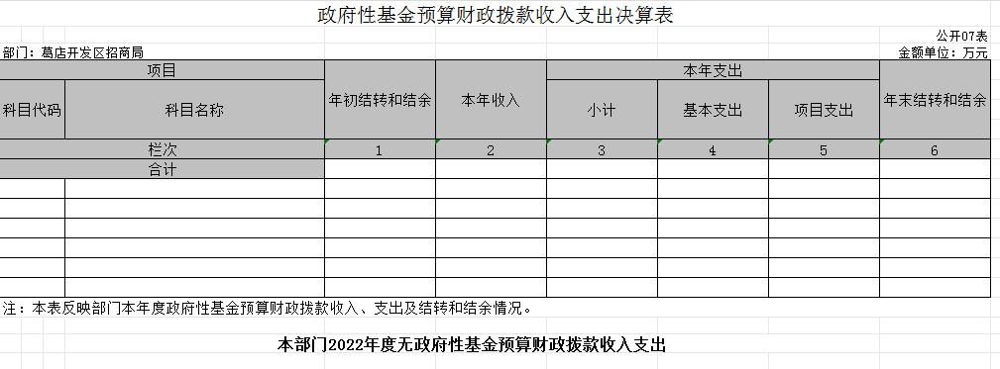 政府性基金预算财政拨款收入支出决算表
公开07表
部门：葛店开发区招商局 金额单位：万元
项目 年初结转和结余 本年收入 本年支出 年末结转和结余
科目代码 科目名称 小计 基本支出 项目支出
栏次 1 2 3 4 5 6
合计
注：本表反映部门本年度政府性基金预算财政拨款收入、支出及结转和结余情况。
本部门2022年度无政府性基金预算财政拨款收入支出